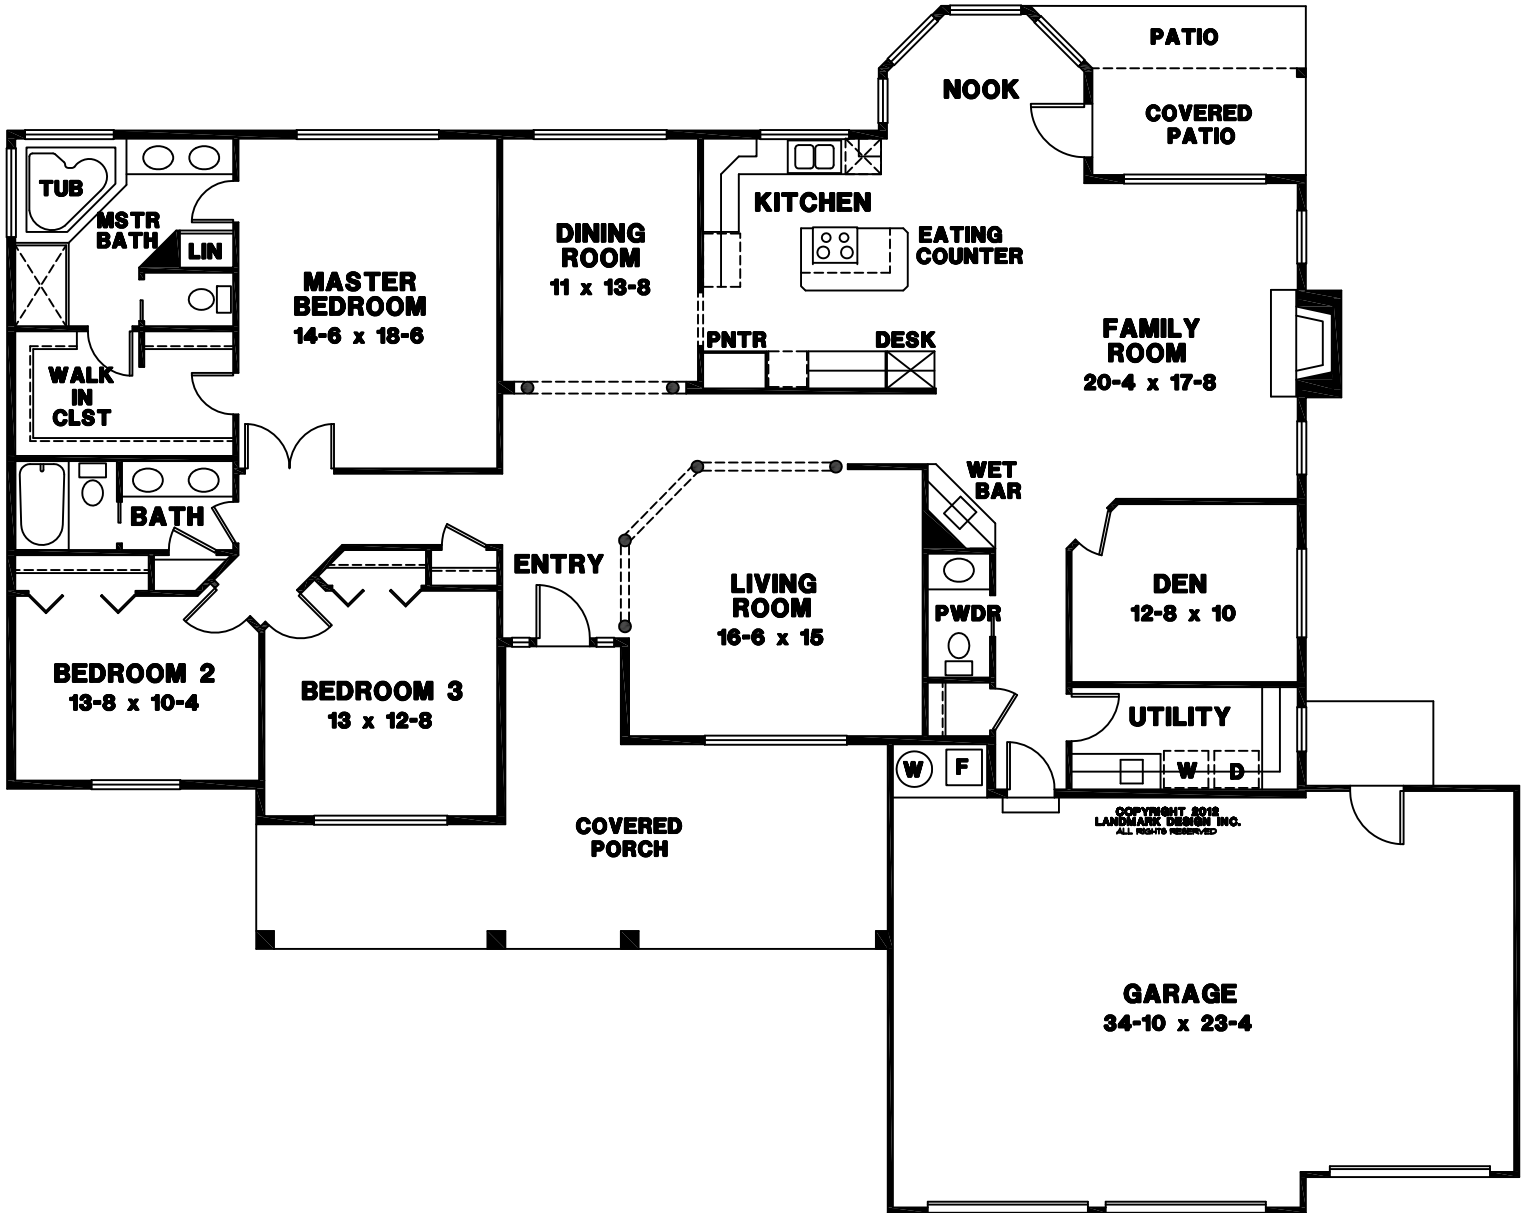 PATIO
NOOK
COVERED
PATIO
TUB
MSTR
BATH
LIN
MASTER
BEDROOM
14-6 x 18-6
DINING
ROOM
11 x 13-8
KITCHEN
EATING
COUNTER
PNTR
DESK
FAMILY
ROOM
20-4 x 17-8
WALK
IN
CLST
BATH
WET
BAR
ENTRY
LIVING
ROOM
16-6 x 15
PWDR
DEN
12-8 x 10
BEDROOM 2
13-8 x 10-4
BEDROOM 3
13 x 12-8
UTILITY
W
D
W
F
COVERED
PORCH
COPYRIGHT 2012
LANDMARK DESIGN INC.
ALL RIGHTS RESERVED
GARAGE
34-10 x 23-4